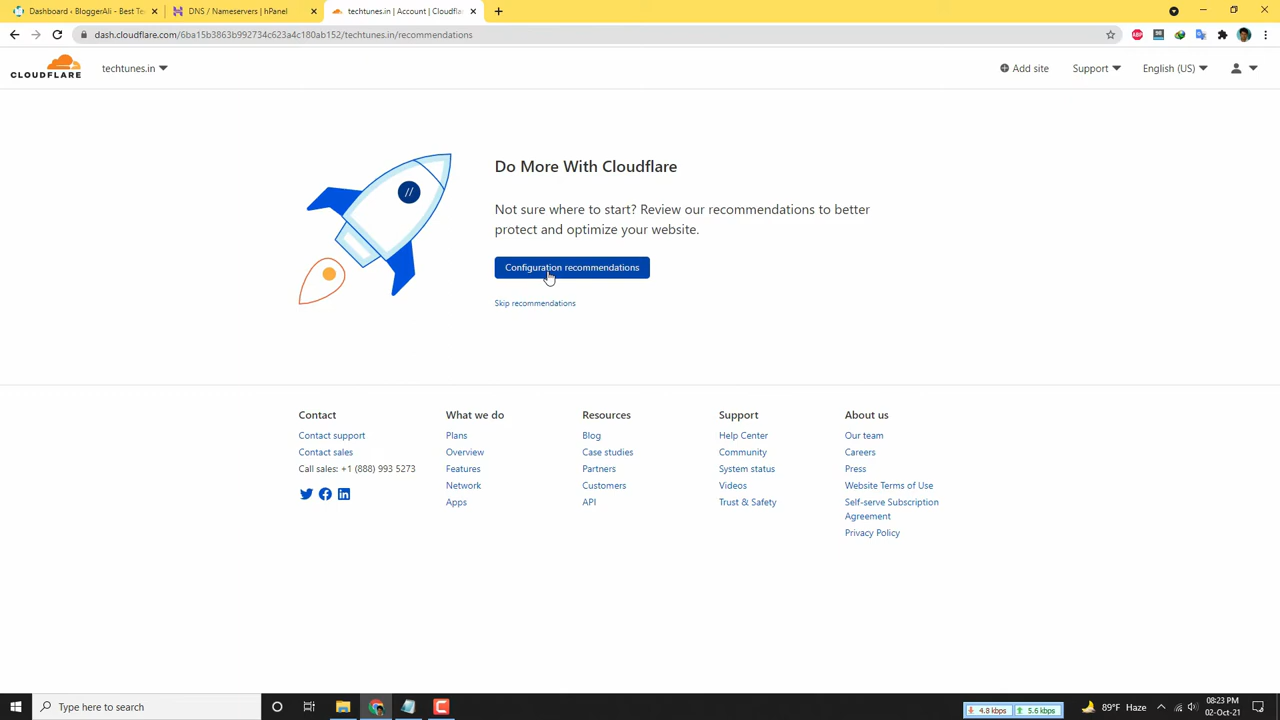 Dashboard ‹ BloggerAli - Best Te
DNS / Nameservers | hPanel
techtunes.in | Account | Cloudfla
dash.cloudflare.com/6ba15b3863b992734c623a4c180ab152/techtunes.in/recommendations
ABP
CLOUDFLARE
techtunes.in
Add site
Support
English (US)
//
Do More With Cloudflare
Not sure where to start? Review our recommendations to better
protect and optimize your website.
Configuration recommendations
Skip recommendations
Contact
Contact support
Contact sales
Call sales: +1 (888) 993 5273
What we do
Plans
Overview
Features
Network
Apps
Resources
Blog
Case studies
Partners
Customers
API
Support
Help Center
Community
System status
Videos
Trust & Safety
About us
Our team
Careers
Press
Website Terms of Use
Self-serve Subscription
Agreement
Privacy Policy
Type here to search
4.8 kbps
5.6 kbps
89°F Haze
08:23 PM
02-Oct-21